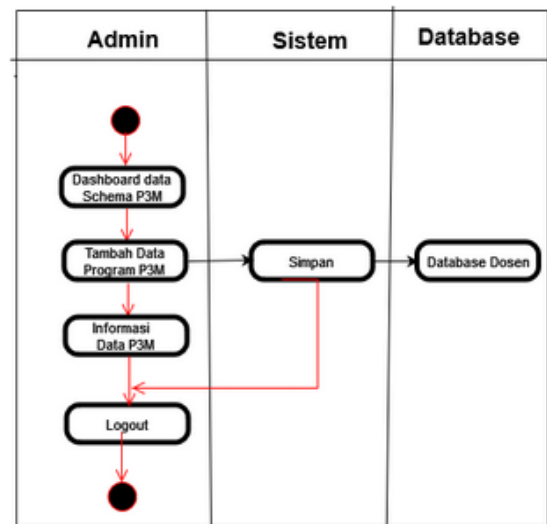 Admin
Sistem
Database
Dashboard data
Schema P3M
Tambah Data
Program P3M
Simpan
Database Dosen
Informasi
Data P3M
Logout